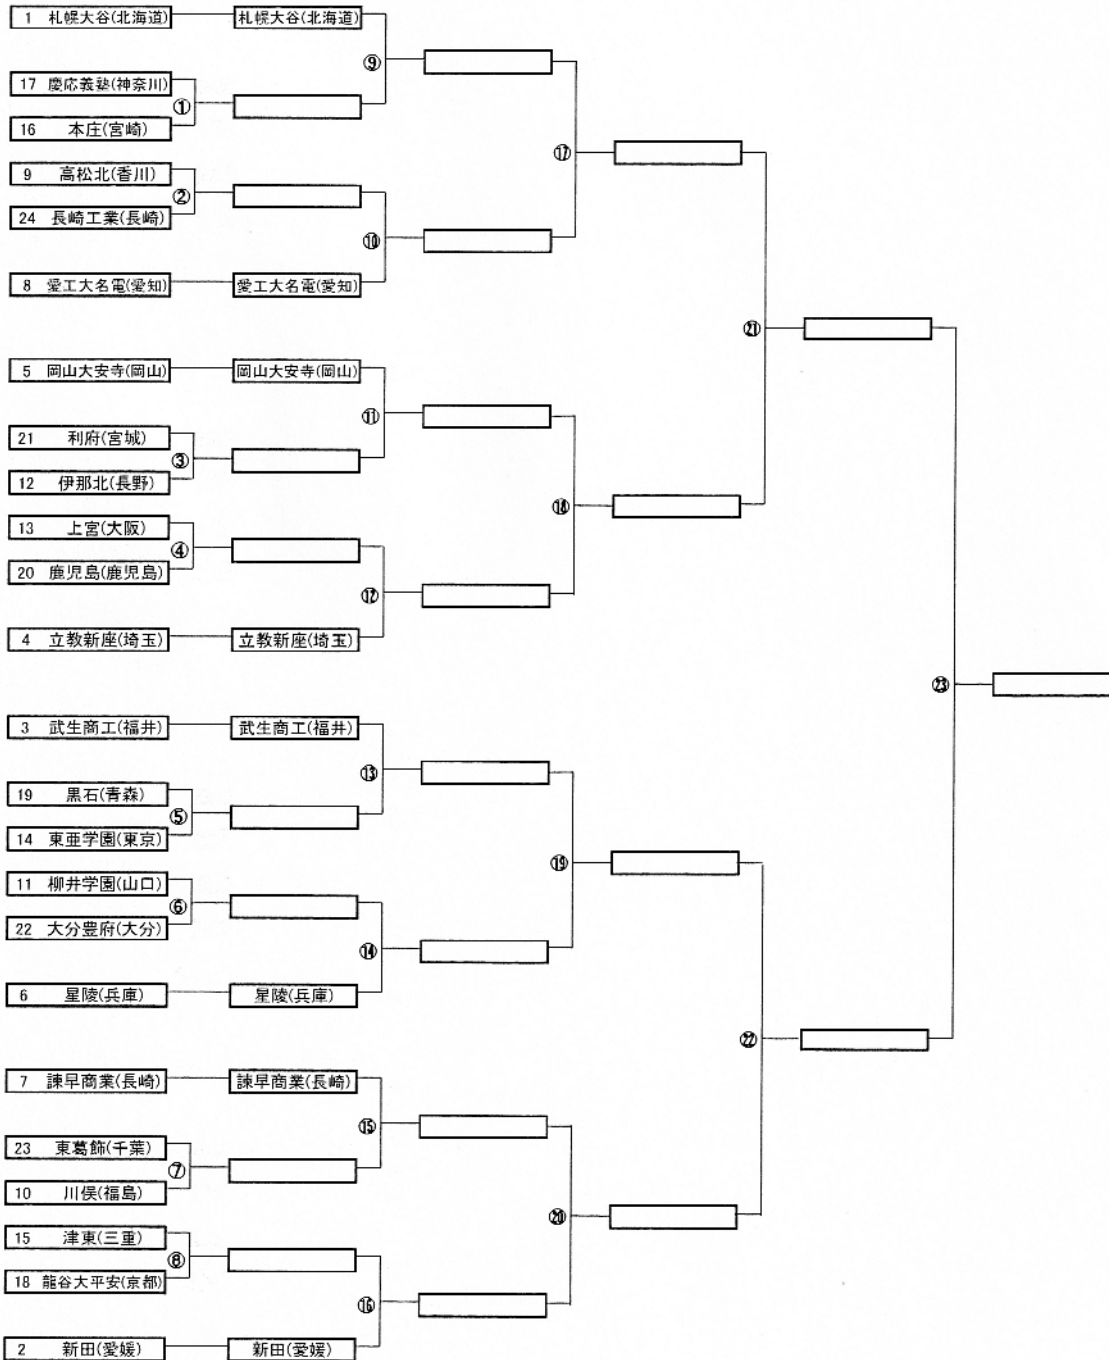 1 札幌大谷(北海道) 札幌大谷(北海道)
⑨
17 慶応義塾(神奈川)
①
16 本庄(宮崎)
⑰
9 高松北(香川)
②
24 長崎工業(長崎)
⑩
8 愛工大名電(愛知) 愛工大名電(愛知)
㉑
5 岡山大安寺(岡山) 岡山大安寺(岡山)
⑪
21 利府(宮城)
③
12 伊那北(長野)
⑱
13 上宮(大阪)
④
20 鹿児島(鹿児島)
⑫
4 立教新座(埼玉) 立教新座(埼玉)
㉓
3 武生商工(福井) 武生商工(福井)
⑬
19 黒石(青森)
⑤
14 東亜学園(東京)
⑲
11 柳井学園(山口)
⑥
22 大分豊府(大分)
⑭
6 星陵(兵庫) 星陵(兵庫)
㉒
7 諫早商業(長崎) 諫早商業(長崎)
⑮
23 東葛飾(千葉)
⑦
10 川俣(福島)
⑳
15 津東(三重)
⑧
18 龍谷大平安(京都)
⑯
2 新田(愛媛) 新田(愛媛)